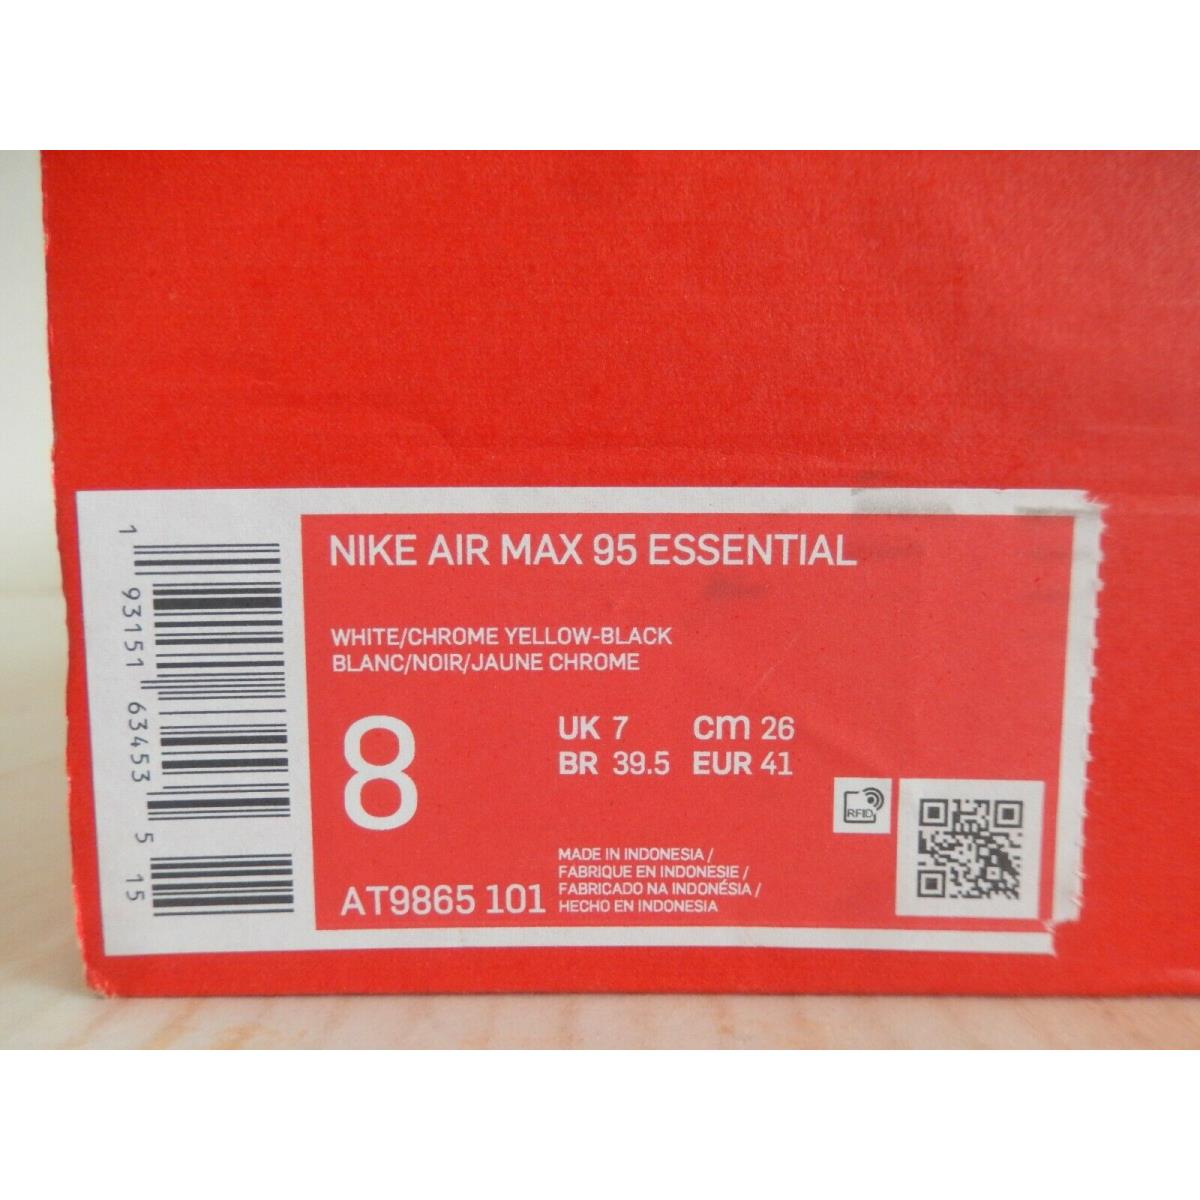 NIKE AIR MAX 95 ESSENTIAL
WHITE/CHROME YELLOW-BLACK
BLANC/NOIR/JAUNE CHROME
8
UK 7 cm 26
BR 39.5 EUR 41
RFID
MADE IN INDONESIA /
FABRIQUE EN INDONESIE /
FABRICADO NA INDONÉSIA /
HECHO EN INDONESIA
AT9865 101
1 93151 63453 5 15